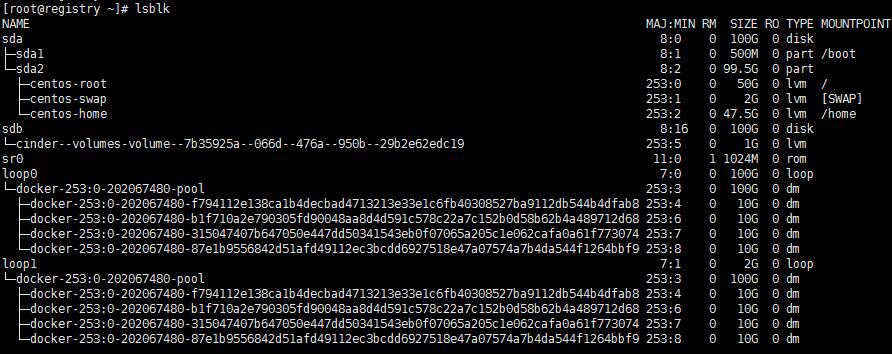 [root@registry ~]# lsblk
NAME MAJ:MIN RM SIZE RO TYPE MOUNTPOINT
sda 8:0 0 100G 0 disk
├─sda1 8:1 0 500M 0 part /boot
└─sda2 8:2 0 99.5G 0 part
├─centos-root 253:0 0 50G 0 lvm /
├─centos-swap 253:1 0 2G 0 lvm [SWAP]
└─centos-home 253:2 0 47.5G 0 lvm /home
sdb 8:16 0 100G 0 disk
└─cinder--volumes-volume--7b35925a--066d--476a--950b--29b2e62edc19 253:5 0 1G 0 lvm
sr0 11:0 1 1024M 0 rom
loop0 7:0 0 100G 0 loop
└─docker-253:0-202067480-pool 253:3 0 100G 0 dm
├─docker-253:0-202067480-f794112e138ca1b4decbad4713213e33e1c6fb40308527ba9112db544b4dfab8 253:4 0 10G 0 dm
├─docker-253:0-202067480-b1f710a2e790305fd90048aa8d4d591c578c22a7c152b0d58b62b4a489712d68 253:6 0 10G 0 dm
├─docker-253:0-202067480-315047407b647050e447dd50341543eb0f07065a205c1e062cafa0a61f773074 253:7 0 10G 0 dm
└─docker-253:0-202067480-87e1b9556842d51afd49112ec3bcdd6927518e47a07574a7b4da544f1264bbf9 253:8 0 10G 0 dm
loop1 7:1 0 2G 0 loop
└─docker-253:0-202067480-pool 253:3 0 100G 0 dm
├─docker-253:0-202067480-f794112e138ca1b4decbad4713213e33e1c6fb40308527ba9112db544b4dfab8 253:4 0 10G 0 dm
├─docker-253:0-202067480-b1f710a2e790305fd90048aa8d4d591c578c22a7c152b0d58b62b4a489712d68 253:6 0 10G 0 dm
├─docker-253:0-202067480-315047407b647050e447dd50341543eb0f07065a205c1e062cafa0a61f773074 253:7 0 10G 0 dm
└─docker-253:0-202067480-87e1b9556842d51afd49112ec3bcdd6927518e47a07574a7b4da544f1264bbf9 253:8 0 10G 0 dm